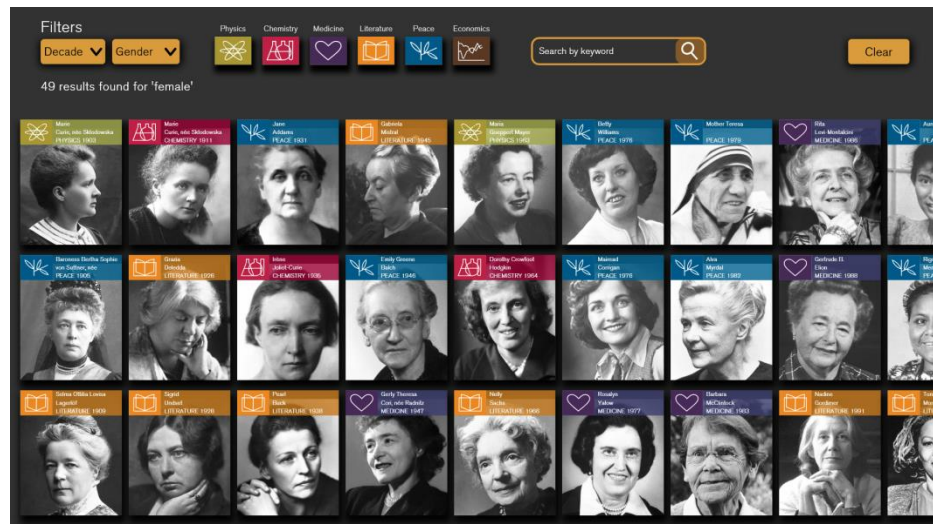 Filters
Physics Chemistry Medicine Literature Peace Economics
Decade Gender
Search by keyword
Clear
49 results found for 'female'
Marie
Curie, née Skłodowska
PHYSICS 1903
Marie
Curie, née Skłodowska
CHEMISTRY 1911
Jane
Addams
PEACE 1931
Gabriela
Mistral
LITERATURE 1945
Maria
Goeppert Mayer
PHYSICS 1963
Betty
Williams
PEACE 1976
Mother Teresa
PEACE 1979
Rita
Levi-Montalcini
MEDICINE 1986
Baroness Bertha Sophie
von Suttner, née
PEACE 1905
Grazia
Deledda
LITERATURE 1926
Irène
Joliot-Curie
CHEMISTRY 1935
Emily Greene
Balch
PEACE 1946
Dorothy Crowfoot
Hodgkin
CHEMISTRY 1964
Mairead
Corrigan
PEACE 1976
Alva
Myrdal
PEACE 1982
Gertrude B.
Elion
MEDICINE 1988
Selma Ottilia Lovisa
Lagerlöf
LITERATURE 1909
Sigrid
Undset
LITERATURE 1928
Pearl
Buck
LITERATURE 1938
Gerty Theresa
Cori, née Radnitz
MEDICINE 1947
Nelly
Sachs
LITERATURE 1966
Rosalyn
Yalow
MEDICINE 1977
Barbara
McClintock
MEDICINE 1983
Nadine
Gordimer
LITERATURE 1991